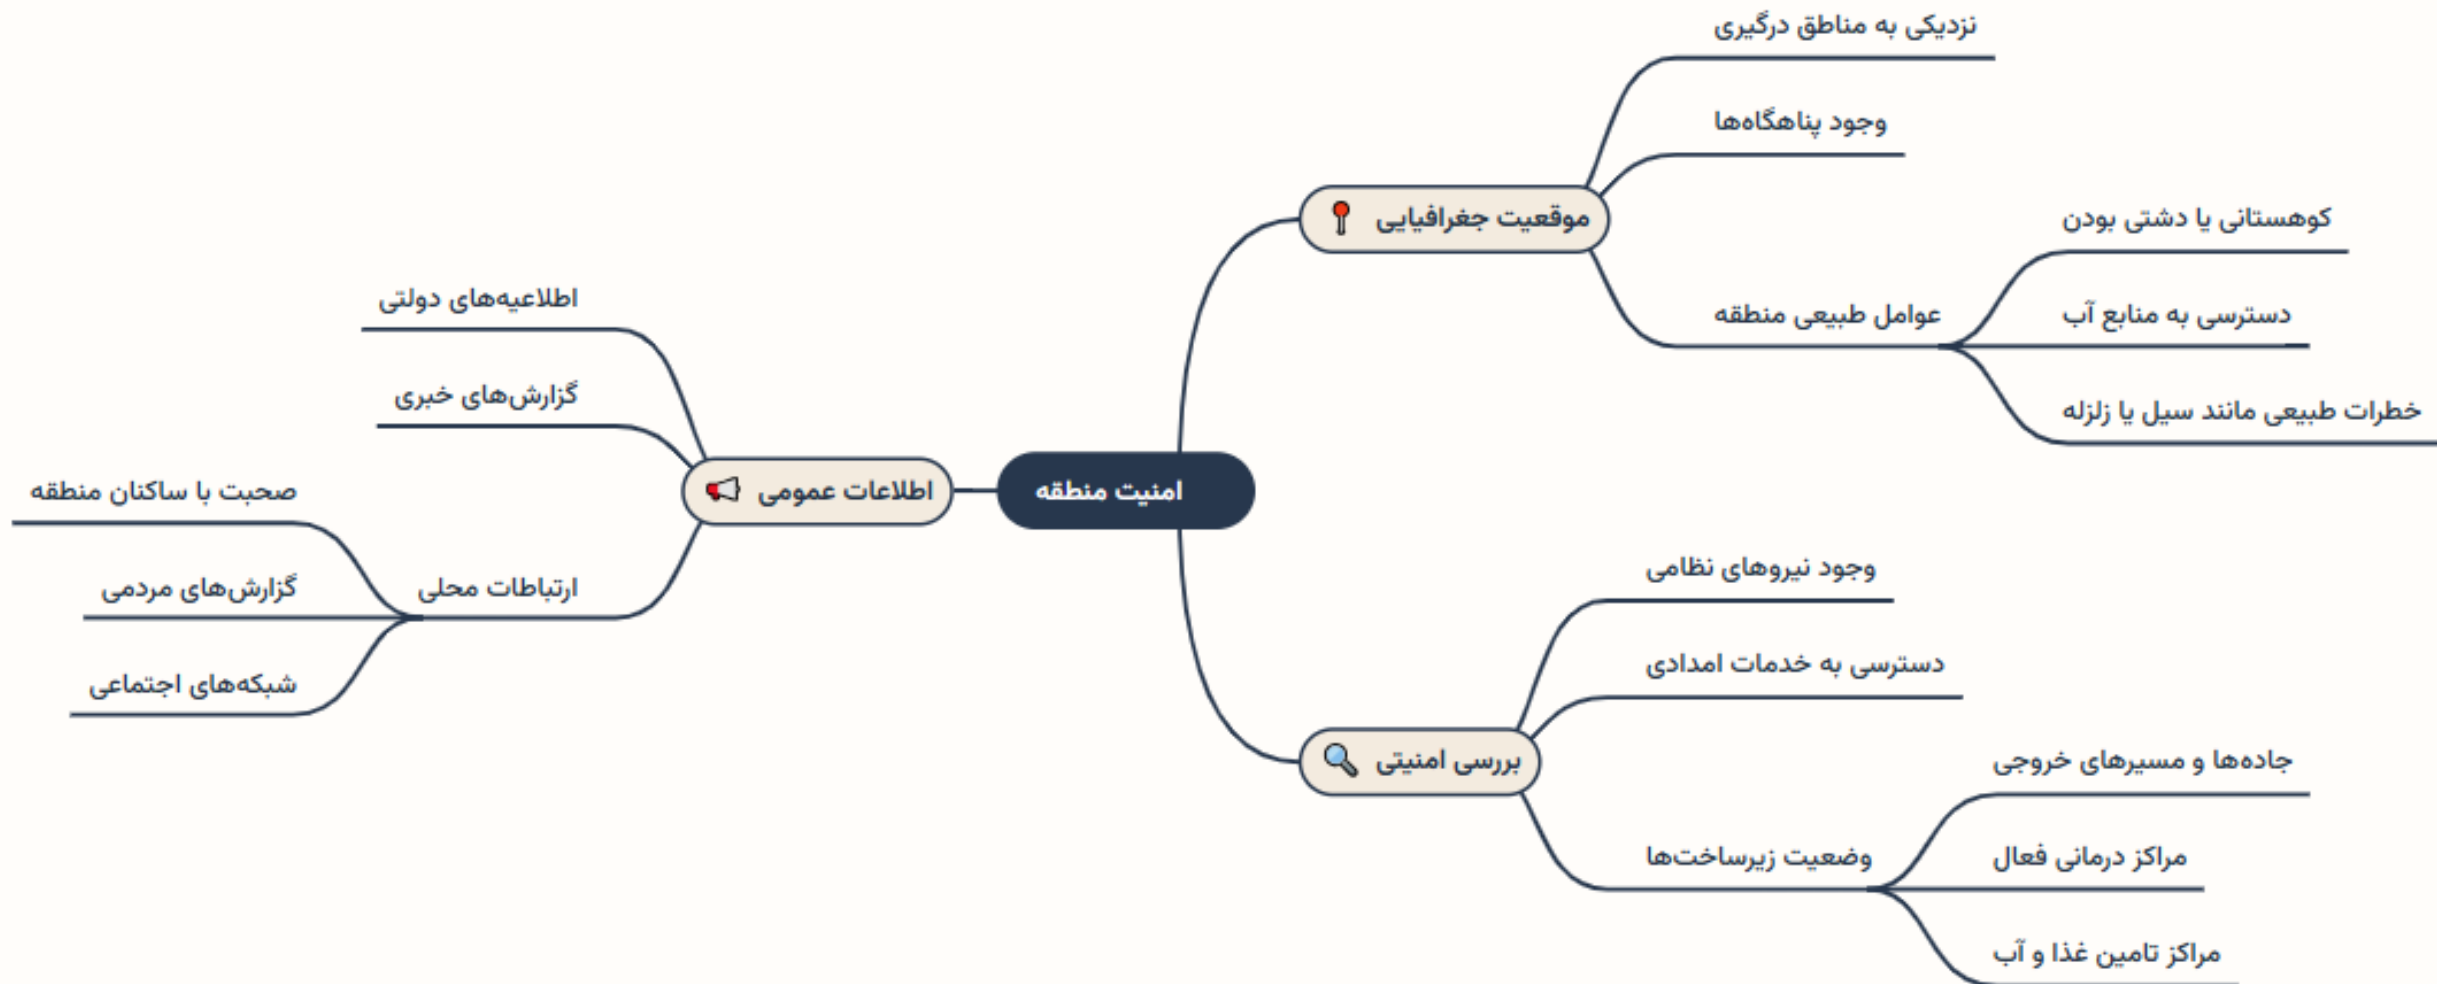 امنیت منطقه
موقعیت جغرافیایی
نزدیکی به مناطق درگیری
وجود پناهگاه‌ها
عوامل طبیعی منطقه
کوهستانی یا دشتی بودن
دسترسی به منابع آب
خطرات طبیعی مانند سیل یا زلزله
بررسی امنیتی
وجود نیروهای نظامی
دسترسی به خدمات امدادی
وضعیت زیرساخت‌ها
جاده‌ها و مسیرهای خروجی
مراکز درمانی فعال
مراکز تامین غذا و آب
اطلاعات عمومی
اطلاعیه‌های دولتی
گزارش‌های خبری
ارتباطات محلی
صحبت با ساکنان منطقه
گزارش‌های مردمی
شبکه‌های اجتماعی